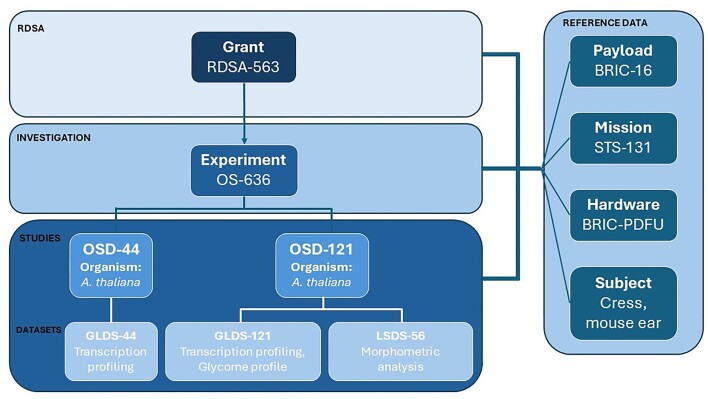 RDSA
Grant
RDSA-563
INVESTIGATION
Experiment
OS-636
STUDIES
OSD-44
Organism:
A. thaliana
OSD-121
Organism:
A. thaliana
DATASETS
GLDS-44
Transcription
profiling
GLDS-121
Transcription profiling,
Glycome profile
LSDS-56
Morphometric
analysis
REFERENCE DATA
Payload
BRIC-16
Mission
STS-131
Hardware
BRIC-PDFU
Subject
Cress,
mouse ear